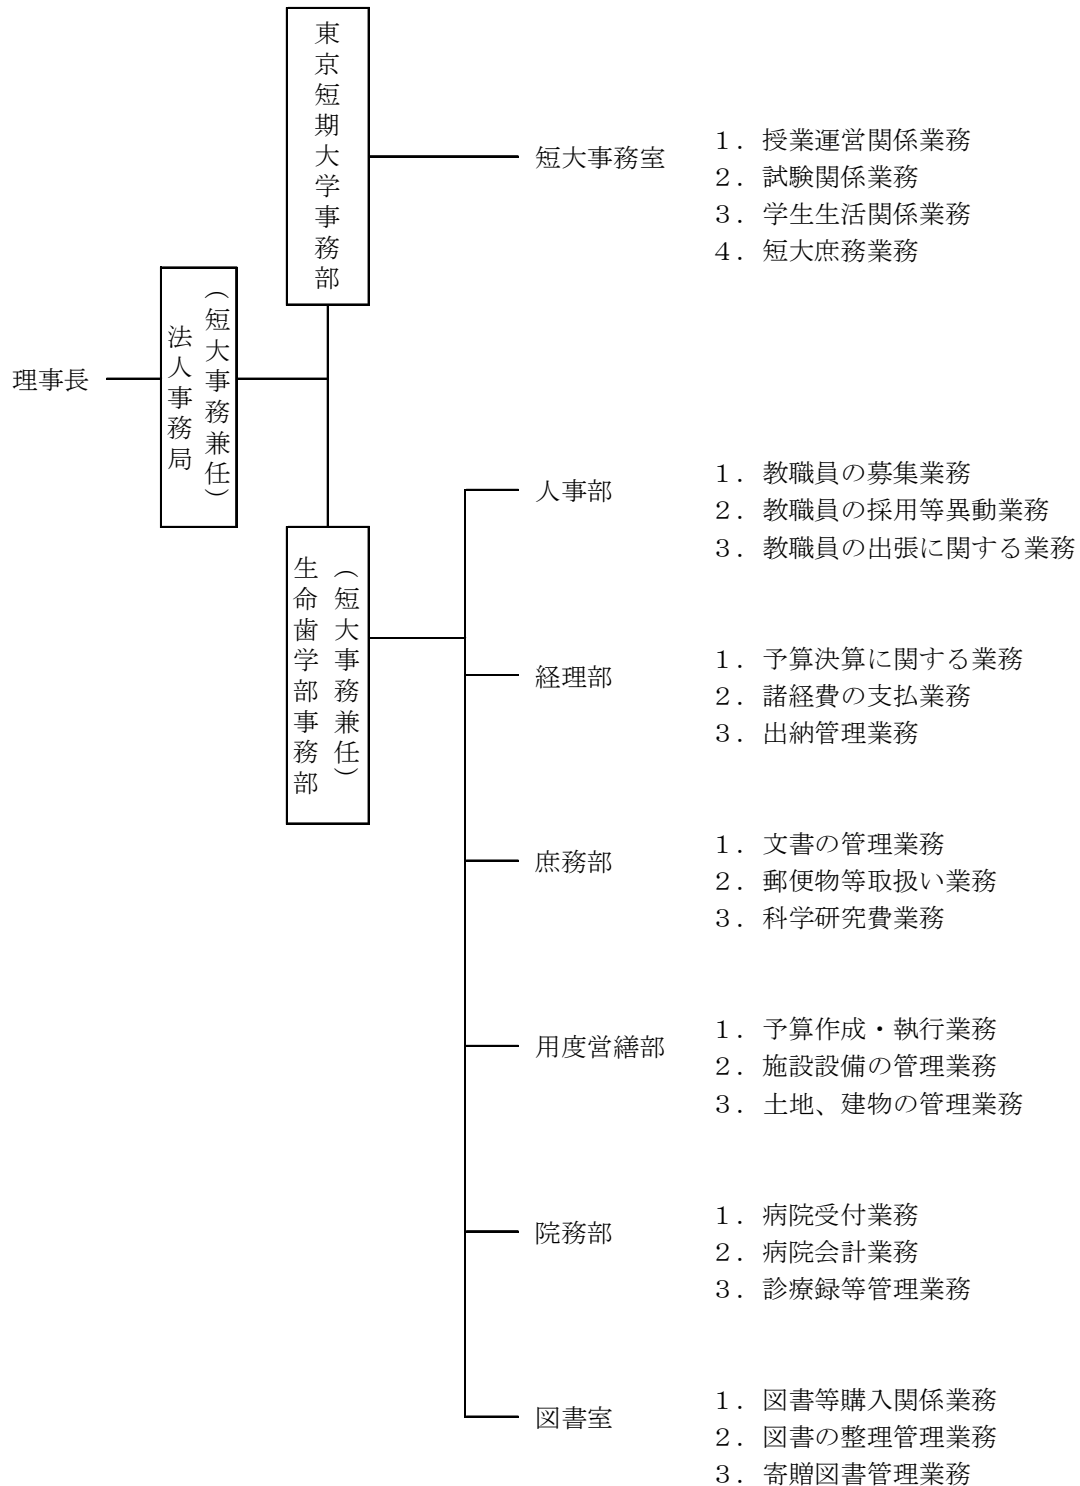 東京短期大学事務部
短大事務室
１．授業運営関係業務
２．試験関係業務
３．学生生活関係業務
４．短大庶務業務
理事長
（短大事務兼任）
法人事務局
（短大事務兼任）
生命歯学部事務部
人事部
１．教職員の募集業務
２．教職員の採用等異動業務
３．教職員の出張に関する業務
経理部
１．予算決算に関する業務
２．諸経費の支払業務
３．出納管理業務
庶務部
１．文書の管理業務
２．郵便物等取扱い業務
３．科学研究費業務
用度営繕部
１．予算作成・執行業務
２．施設設備の管理業務
３．土地、建物の管理業務
院務部
１．病院受付業務
２．病院会計業務
３．診療録等管理業務
図書室
１．図書等購入関係業務
２．図書の整理管理業務
３．寄贈図書管理業務